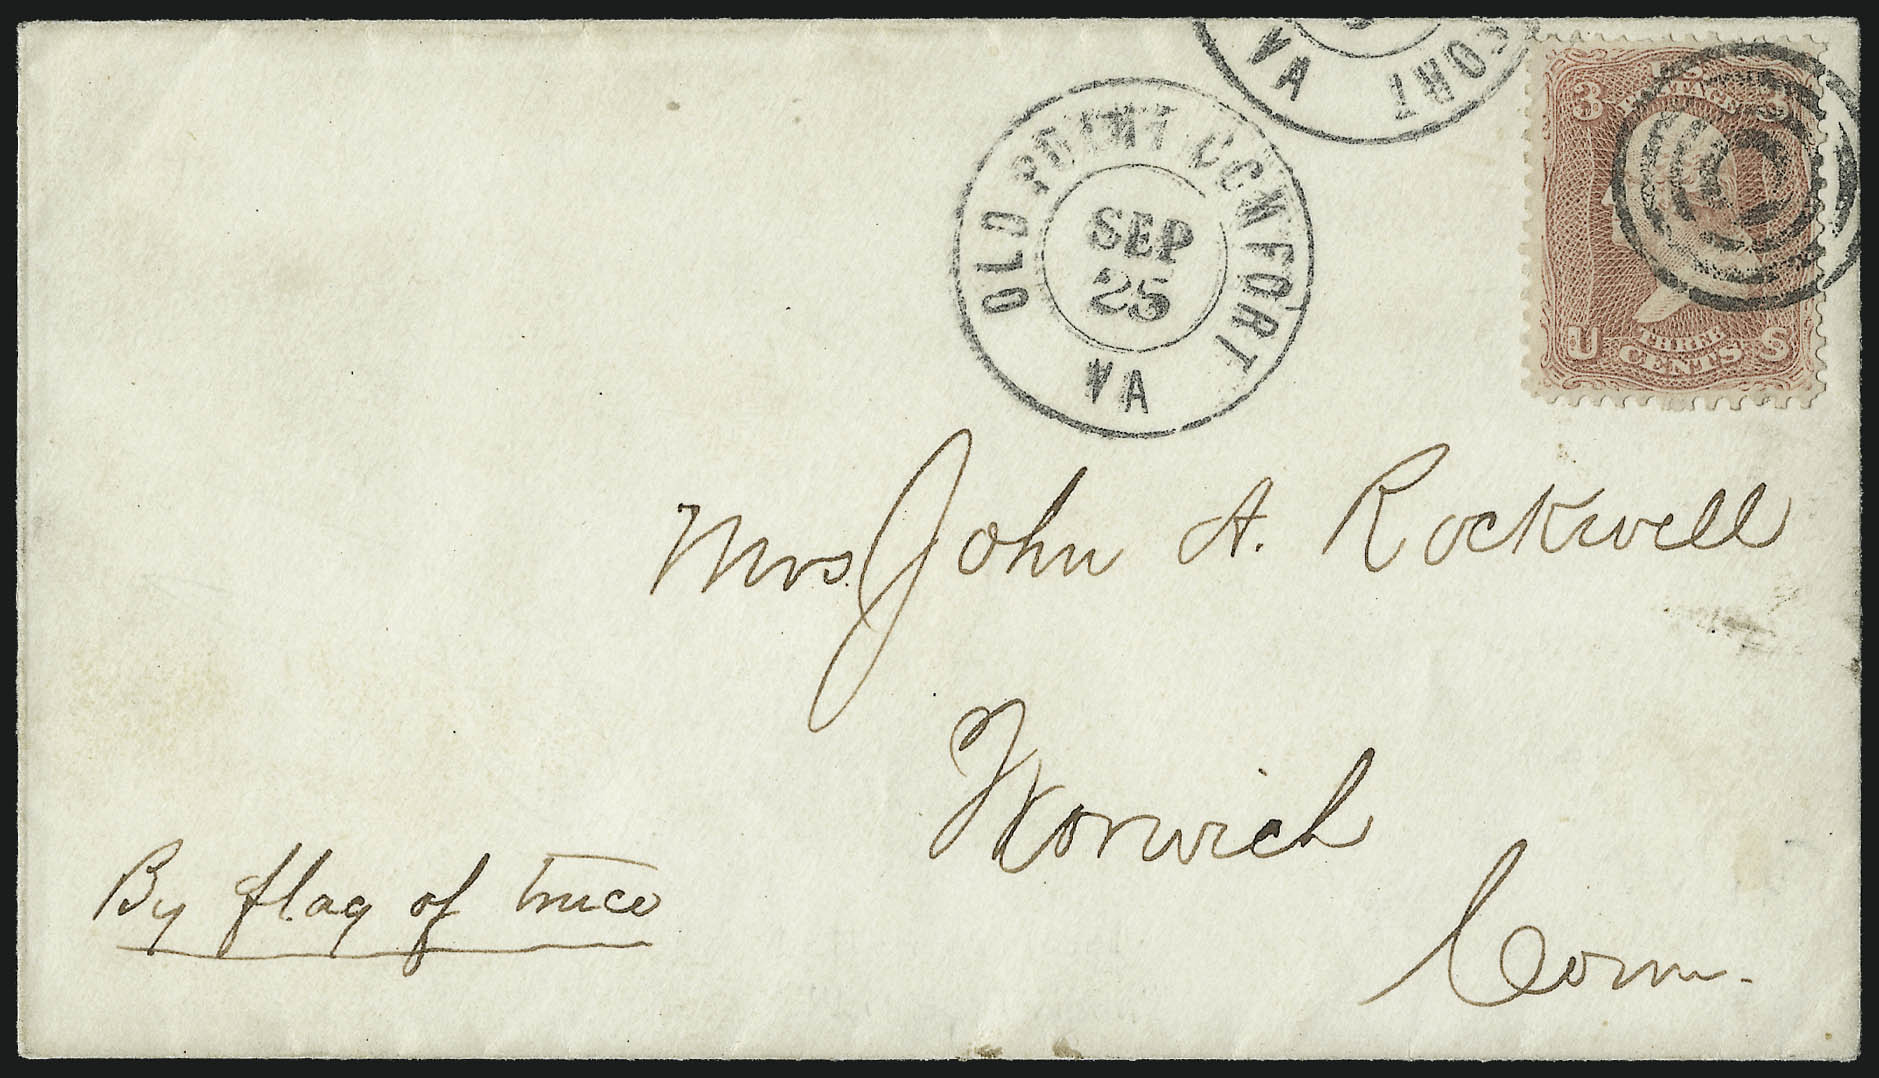 VA ORT
OLD POINT COMFORT
SEP
25
VA
3 U.S. 3
POSTAGE
U THREE S
CENTS
Mrs. John A. Rockwell
Norwich
Conn.
By flag of truce